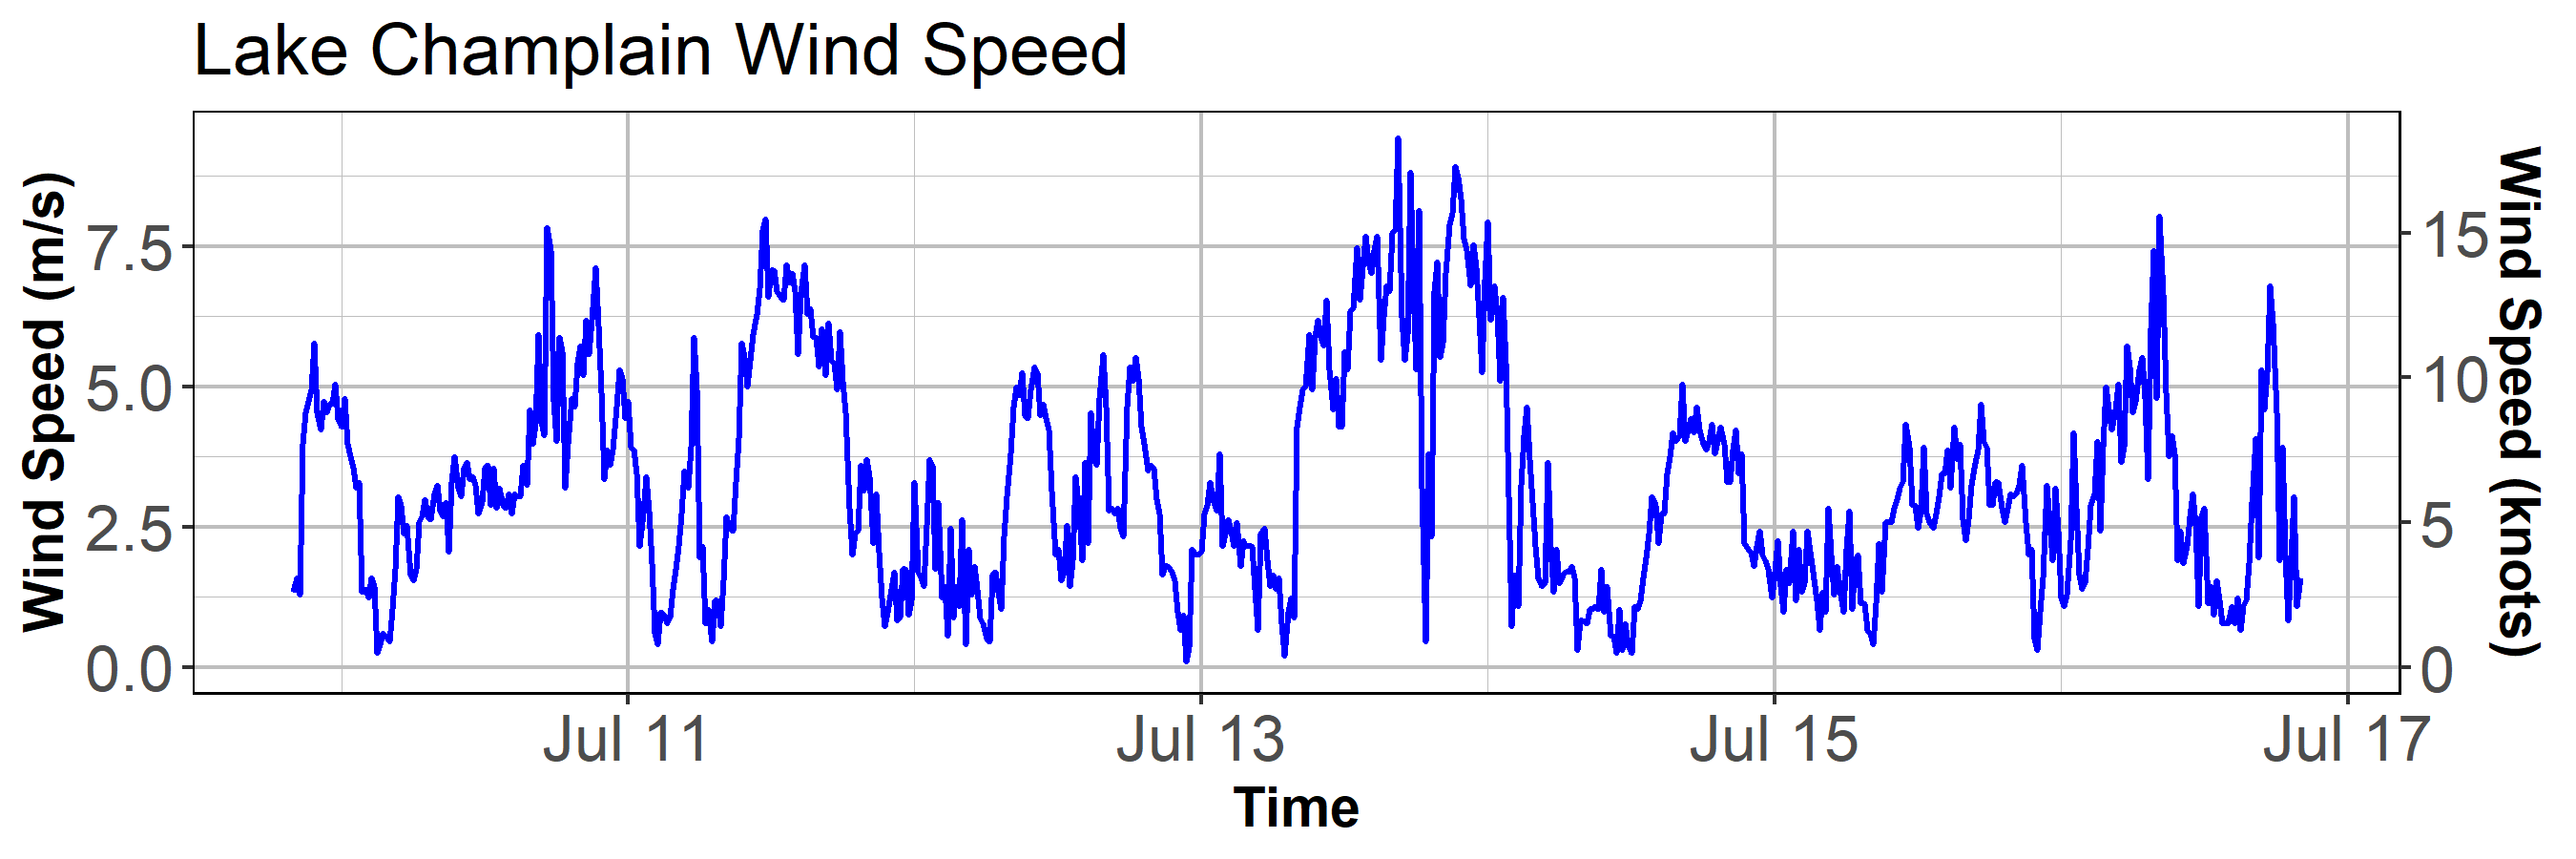 Lake Champlain Wind Speed
Wind Speed (m/s)
7.5
5.0
2.5
0.0
15
10
5
0
Wind Speed (knots)
Jul 11
Jul 13
Jul 15
Jul 17
Time